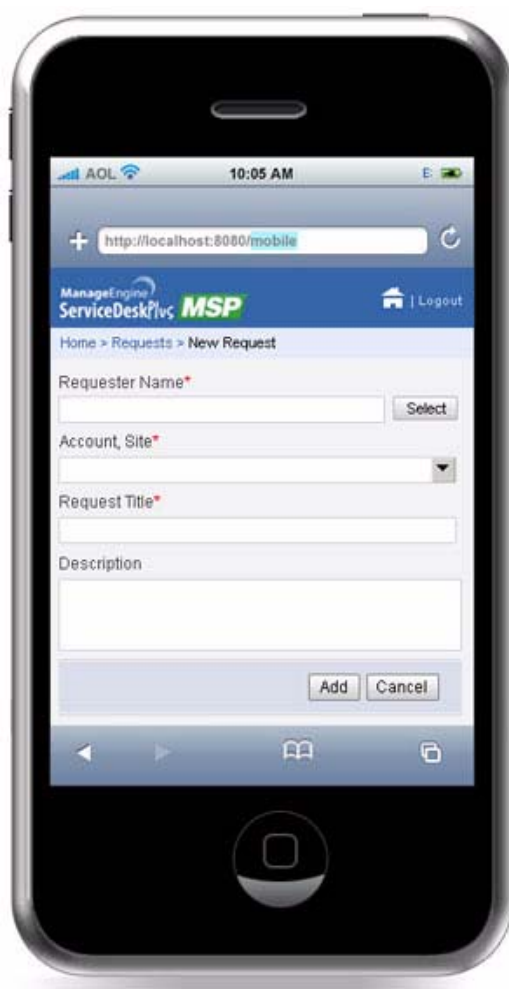 AOL 10:05 AM E:
http://localhost:8080/mobile
ManageEngine
ServiceDeskPlus MSP | Logout
Home > Requests > New Request
Requester Name*
Select
Account, Site*
Request Title*
Description
Add Cancel